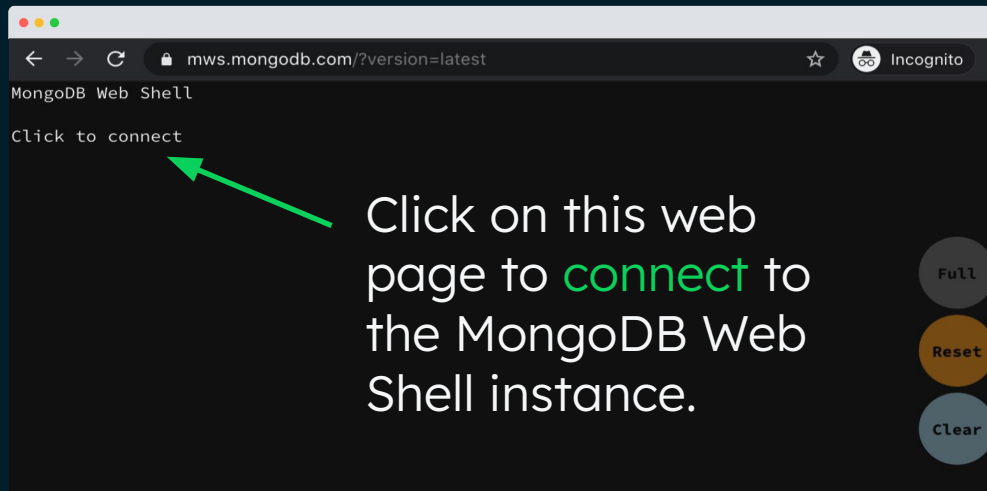 mws.mongodb.com/?version=latest
Incognito
MongoDB Web Shell
Click to connect
Click on this web
page to connect to
the MongoDB Web
Shell instance.
Full
Reset
Clear